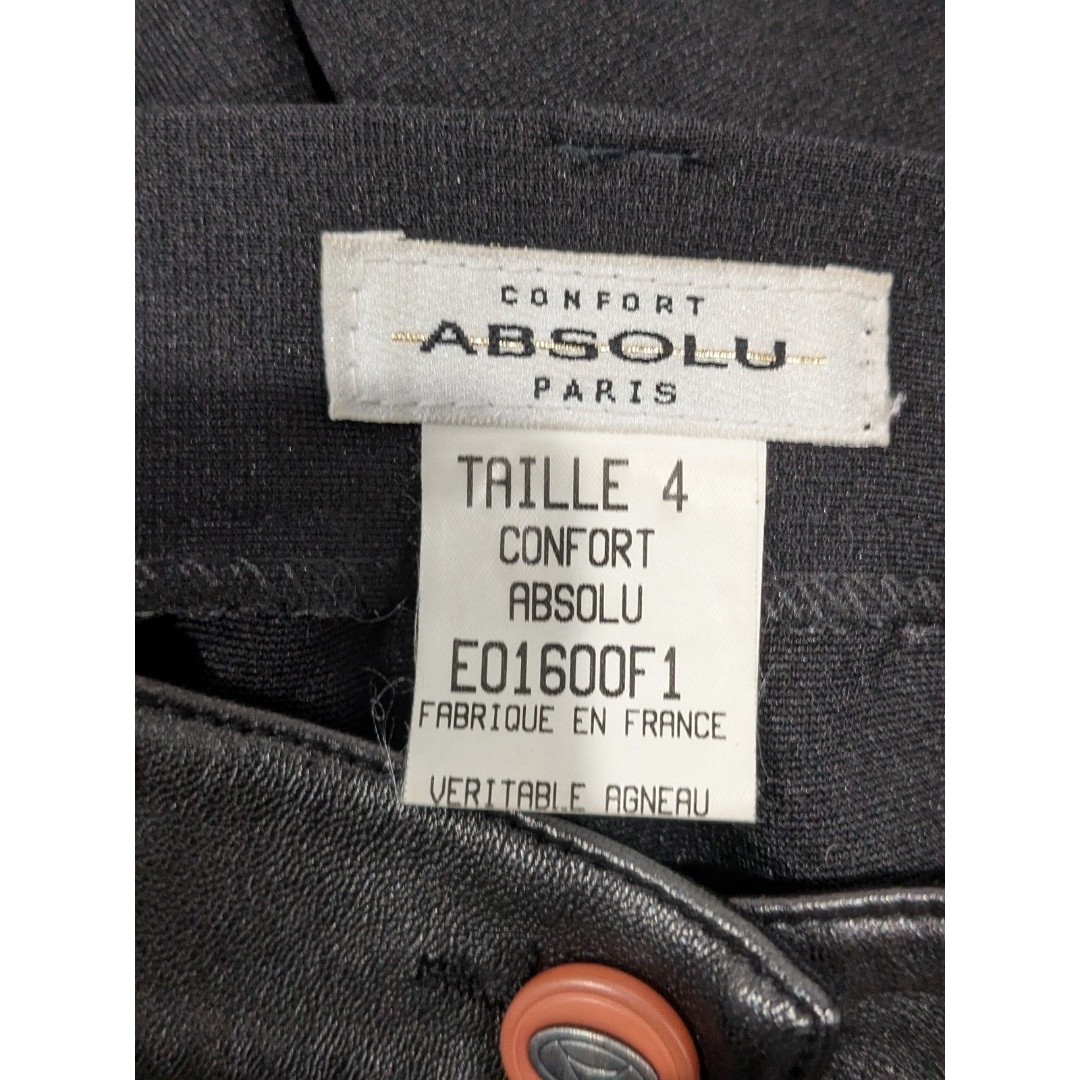 CONFORT
ABSOLU
PARIS
TAILLE 4
CONFORT
ABSOLU
E01600F1
FABRIQUE EN FRANCE
VERITABLE AGNEAU